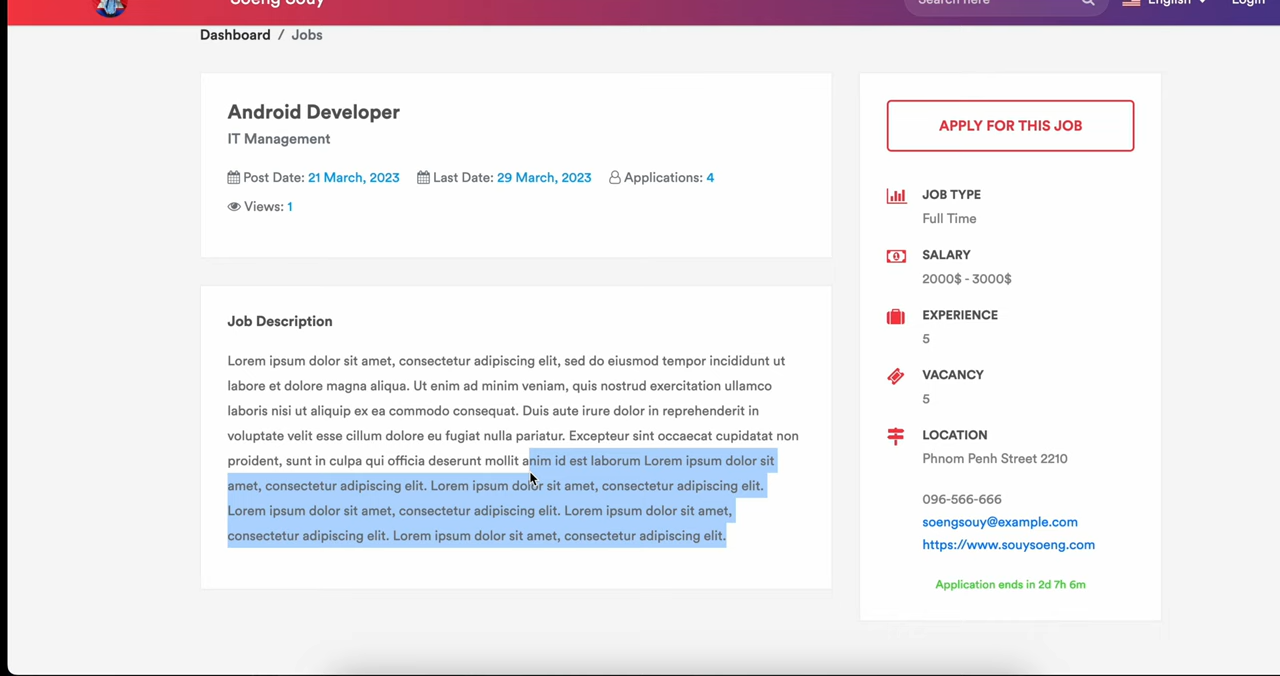 Soeng Souy
Search here
English
Login
Dashboard / Jobs
Android Developer
IT Management
Post Date: 21 March, 2023 Last Date: 29 March, 2023 Applications: 4
Views: 1
Job Description
Lorem ipsum dolor sit amet, consectetur adipiscing elit, sed do eiusmod tempor incididunt ut
labore et dolore magna aliqua. Ut enim ad minim veniam, quis nostrud exercitation ullamco
laboris nisi ut aliquip ex ea commodo consequat. Duis aute irure dolor in reprehenderit in
voluptate velit esse cillum dolore eu fugiat nulla pariatur. Excepteur sint occaecat cupidatat non
proident, sunt in culpa qui officia deserunt mollit anim id est laborum Lorem ipsum dolor sit
amet, consectetur adipiscing elit. Lorem ipsum dolor sit amet, consectetur adipiscing elit.
Lorem ipsum dolor sit amet, consectetur adipiscing elit. Lorem ipsum dolor sit amet,
consectetur adipiscing elit. Lorem ipsum dolor sit amet, consectetur adipiscing elit.
APPLY FOR THIS JOB
JOB TYPE
Full Time
SALARY
2000$ - 3000$
EXPERIENCE
5
VACANCY
5
LOCATION
Phnom Penh Street 2210
096-566-666
soengsouy@example.com
https://www.souysoeng.com
Application ends in 2d 7h 6m